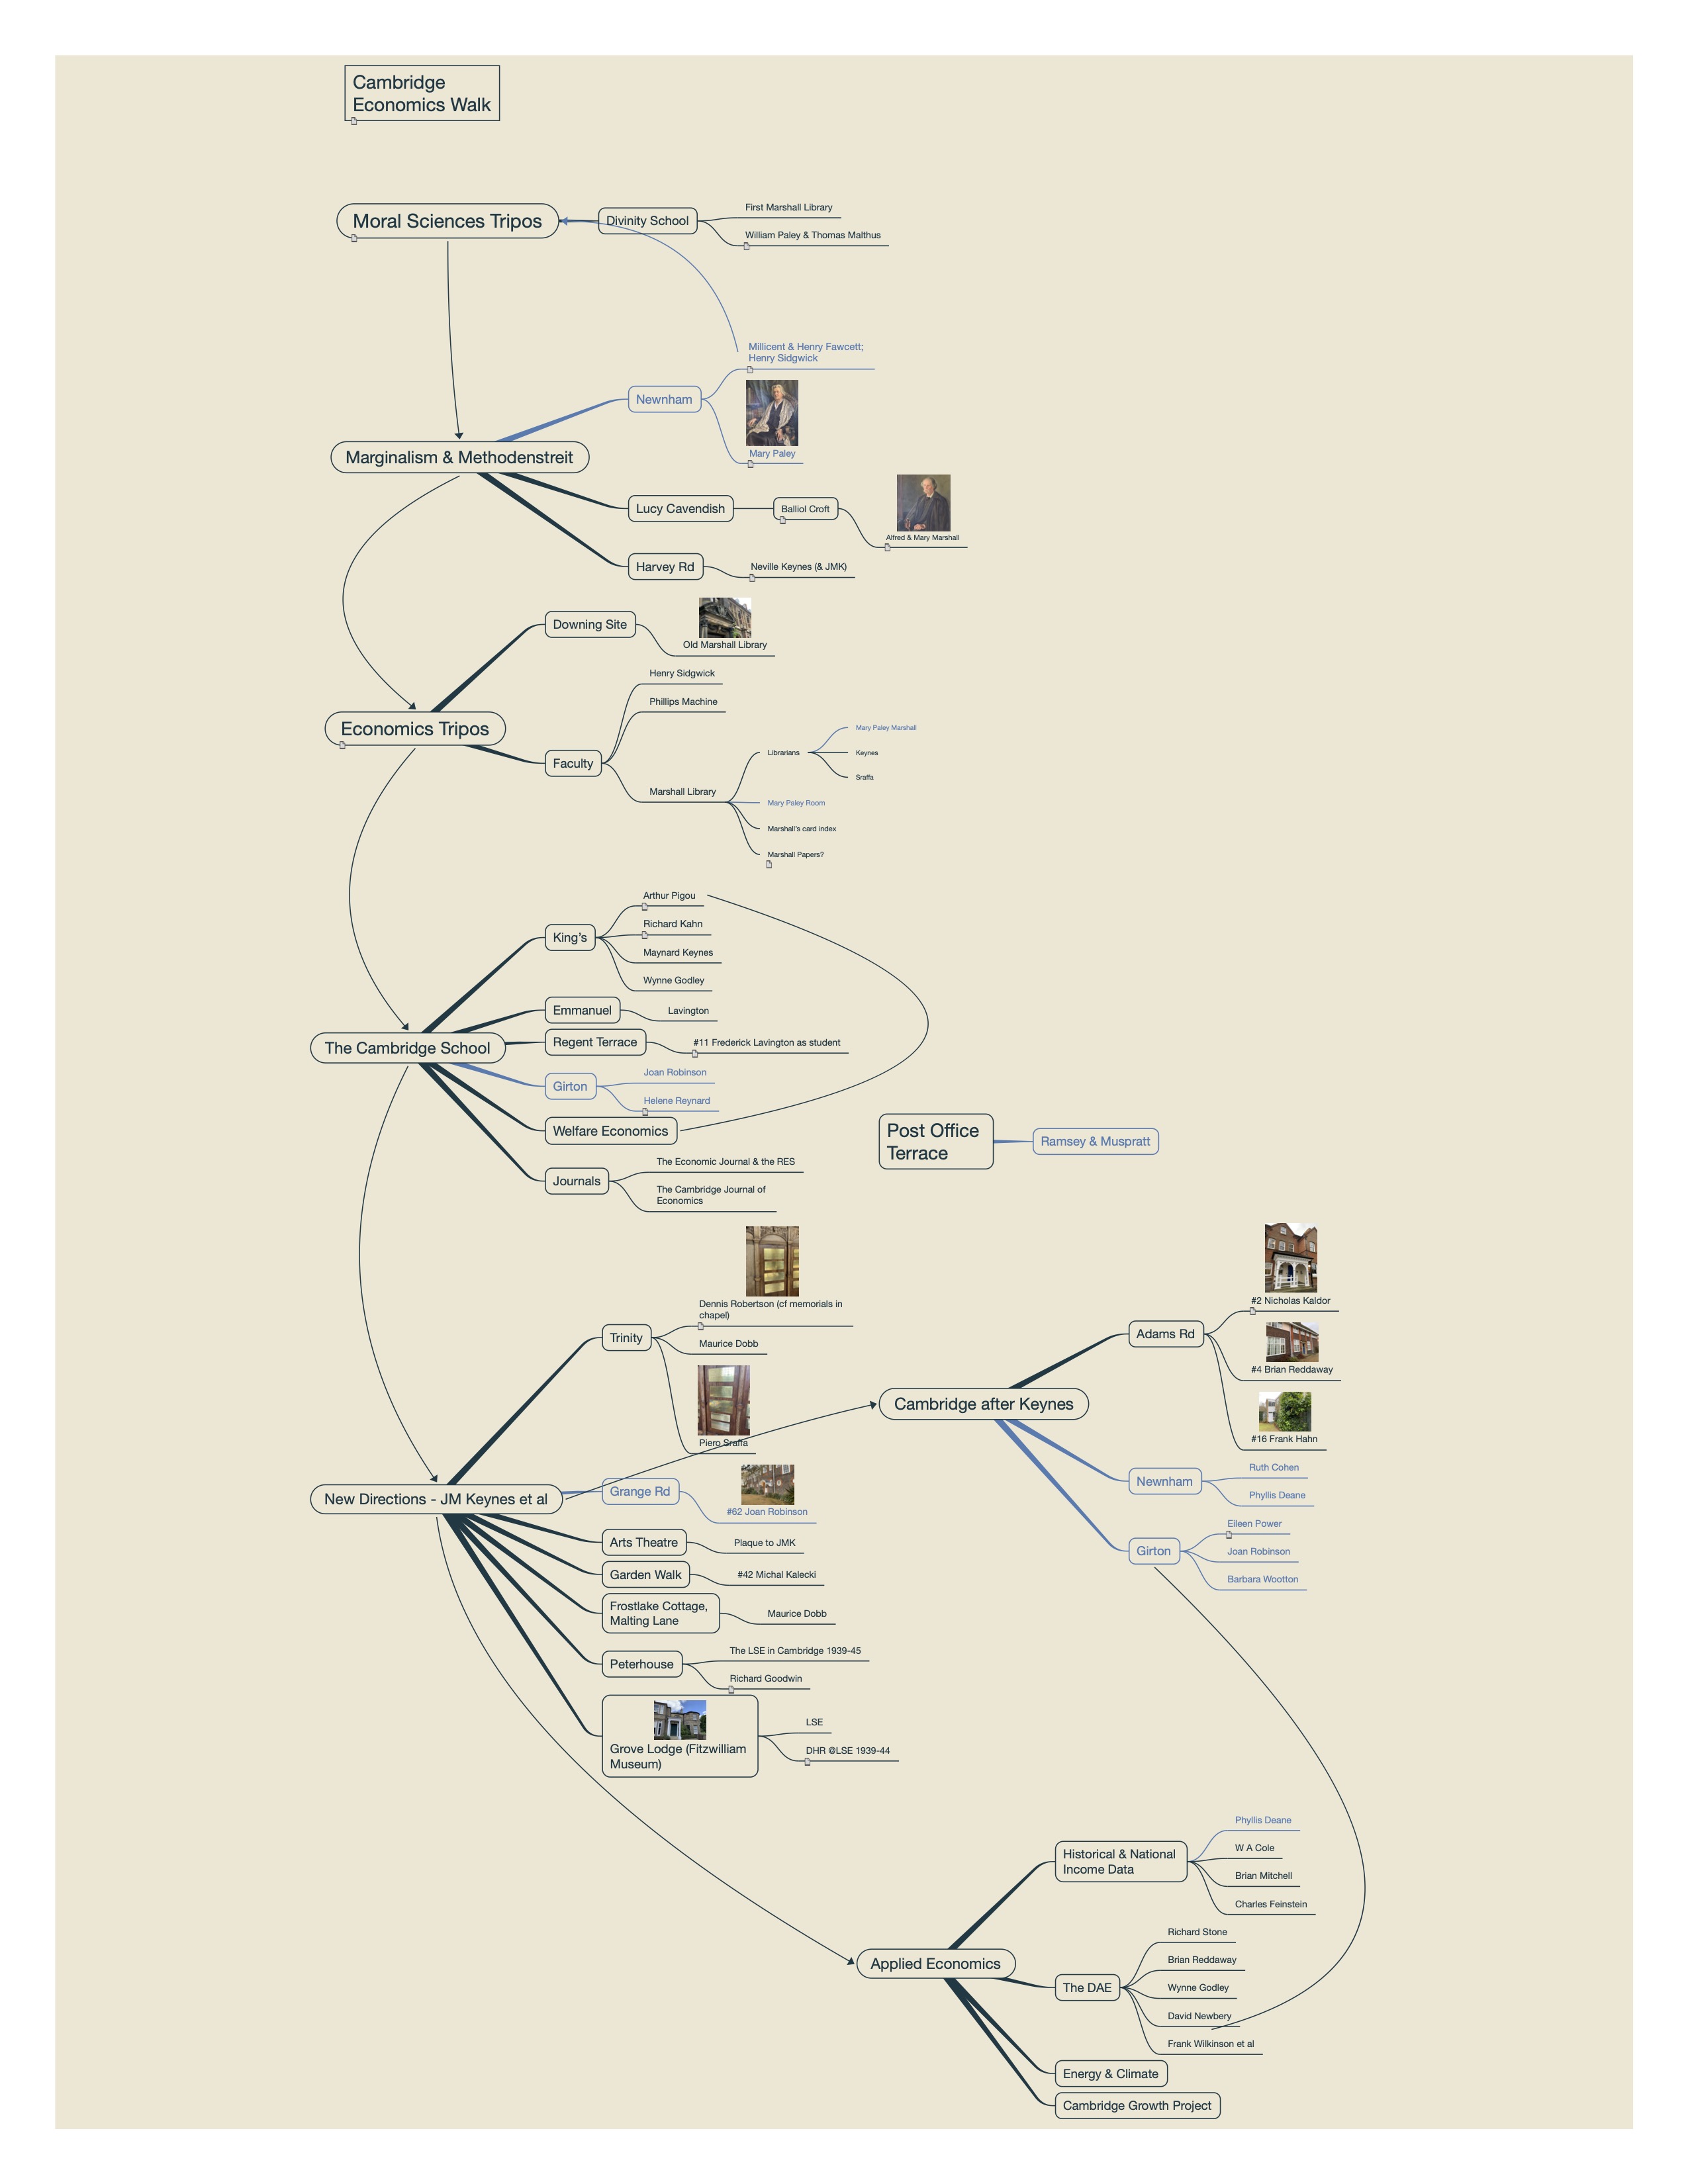 Cambridge
Economics Walk
Moral Sciences Tripos
Divinity School
First Marshall Library
William Paley & Thomas Malthus
Millicent & Henry Fawcett;
Henry Sidgwick
Newnham
Mary Paley
Marginalism & Methodenstreit
Lucy Cavendish
Balliol Croft
Alfred & Mary Marshall
Harvey Rd
Neville Keynes (& JMK)
Downing Site
Old Marshall Library
Henry Sidgwick
Phillips Machine
Economics Tripos
Faculty
Marshall Library
Librarians
Mary Paley Marshall
Keynes
Sraffa
Mary Paley Room
Marshall's card index
Marshall Papers?
King's
Arthur Pigou
Richard Kahn
Maynard Keynes
Wynne Godley
Emmanuel
Lavington
The Cambridge School
Regent Terrace
#11 Frederick Lavington as student
Girton
Joan Robinson
Helene Reynard
Welfare Economics
Journals
The Economic Journal & the RES
The Cambridge Journal of
Economics
Post Office
Terrace
Ramsey & Muspratt
Trinity
Dennis Robertson (cf memorials in
chapel)
Maurice Dobb
Piero Sraffa
New Directions - JM Keynes et al
Grange Rd
#62 Joan Robinson
Arts Theatre
Plaque to JMK
Garden Walk
#42 Michal Kalecki
Frostlake Cottage,
Malting Lane
Maurice Dobb
Peterhouse
The LSE in Cambridge 1939-45
Richard Goodwin
Grove Lodge (Fitzwilliam
Museum)
LSE
DHR @LSE 1939-44
Cambridge after Keynes
Adams Rd
#2 Nicholas Kaldor
#4 Brian Reddaway
#16 Frank Hahn
Newnham
Ruth Cohen
Phyllis Deane
Girton
Eileen Power
Joan Robinson
Barbara Wootton
Applied Economics
Historical & National
Income Data
Phyllis Deane
W A Cole
Brian Mitchell
Charles Feinstein
The DAE
Richard Stone
Brian Reddaway
Wynne Godley
David Newbery
Frank Wilkinson et al
Energy & Climate
Cambridge Growth Project